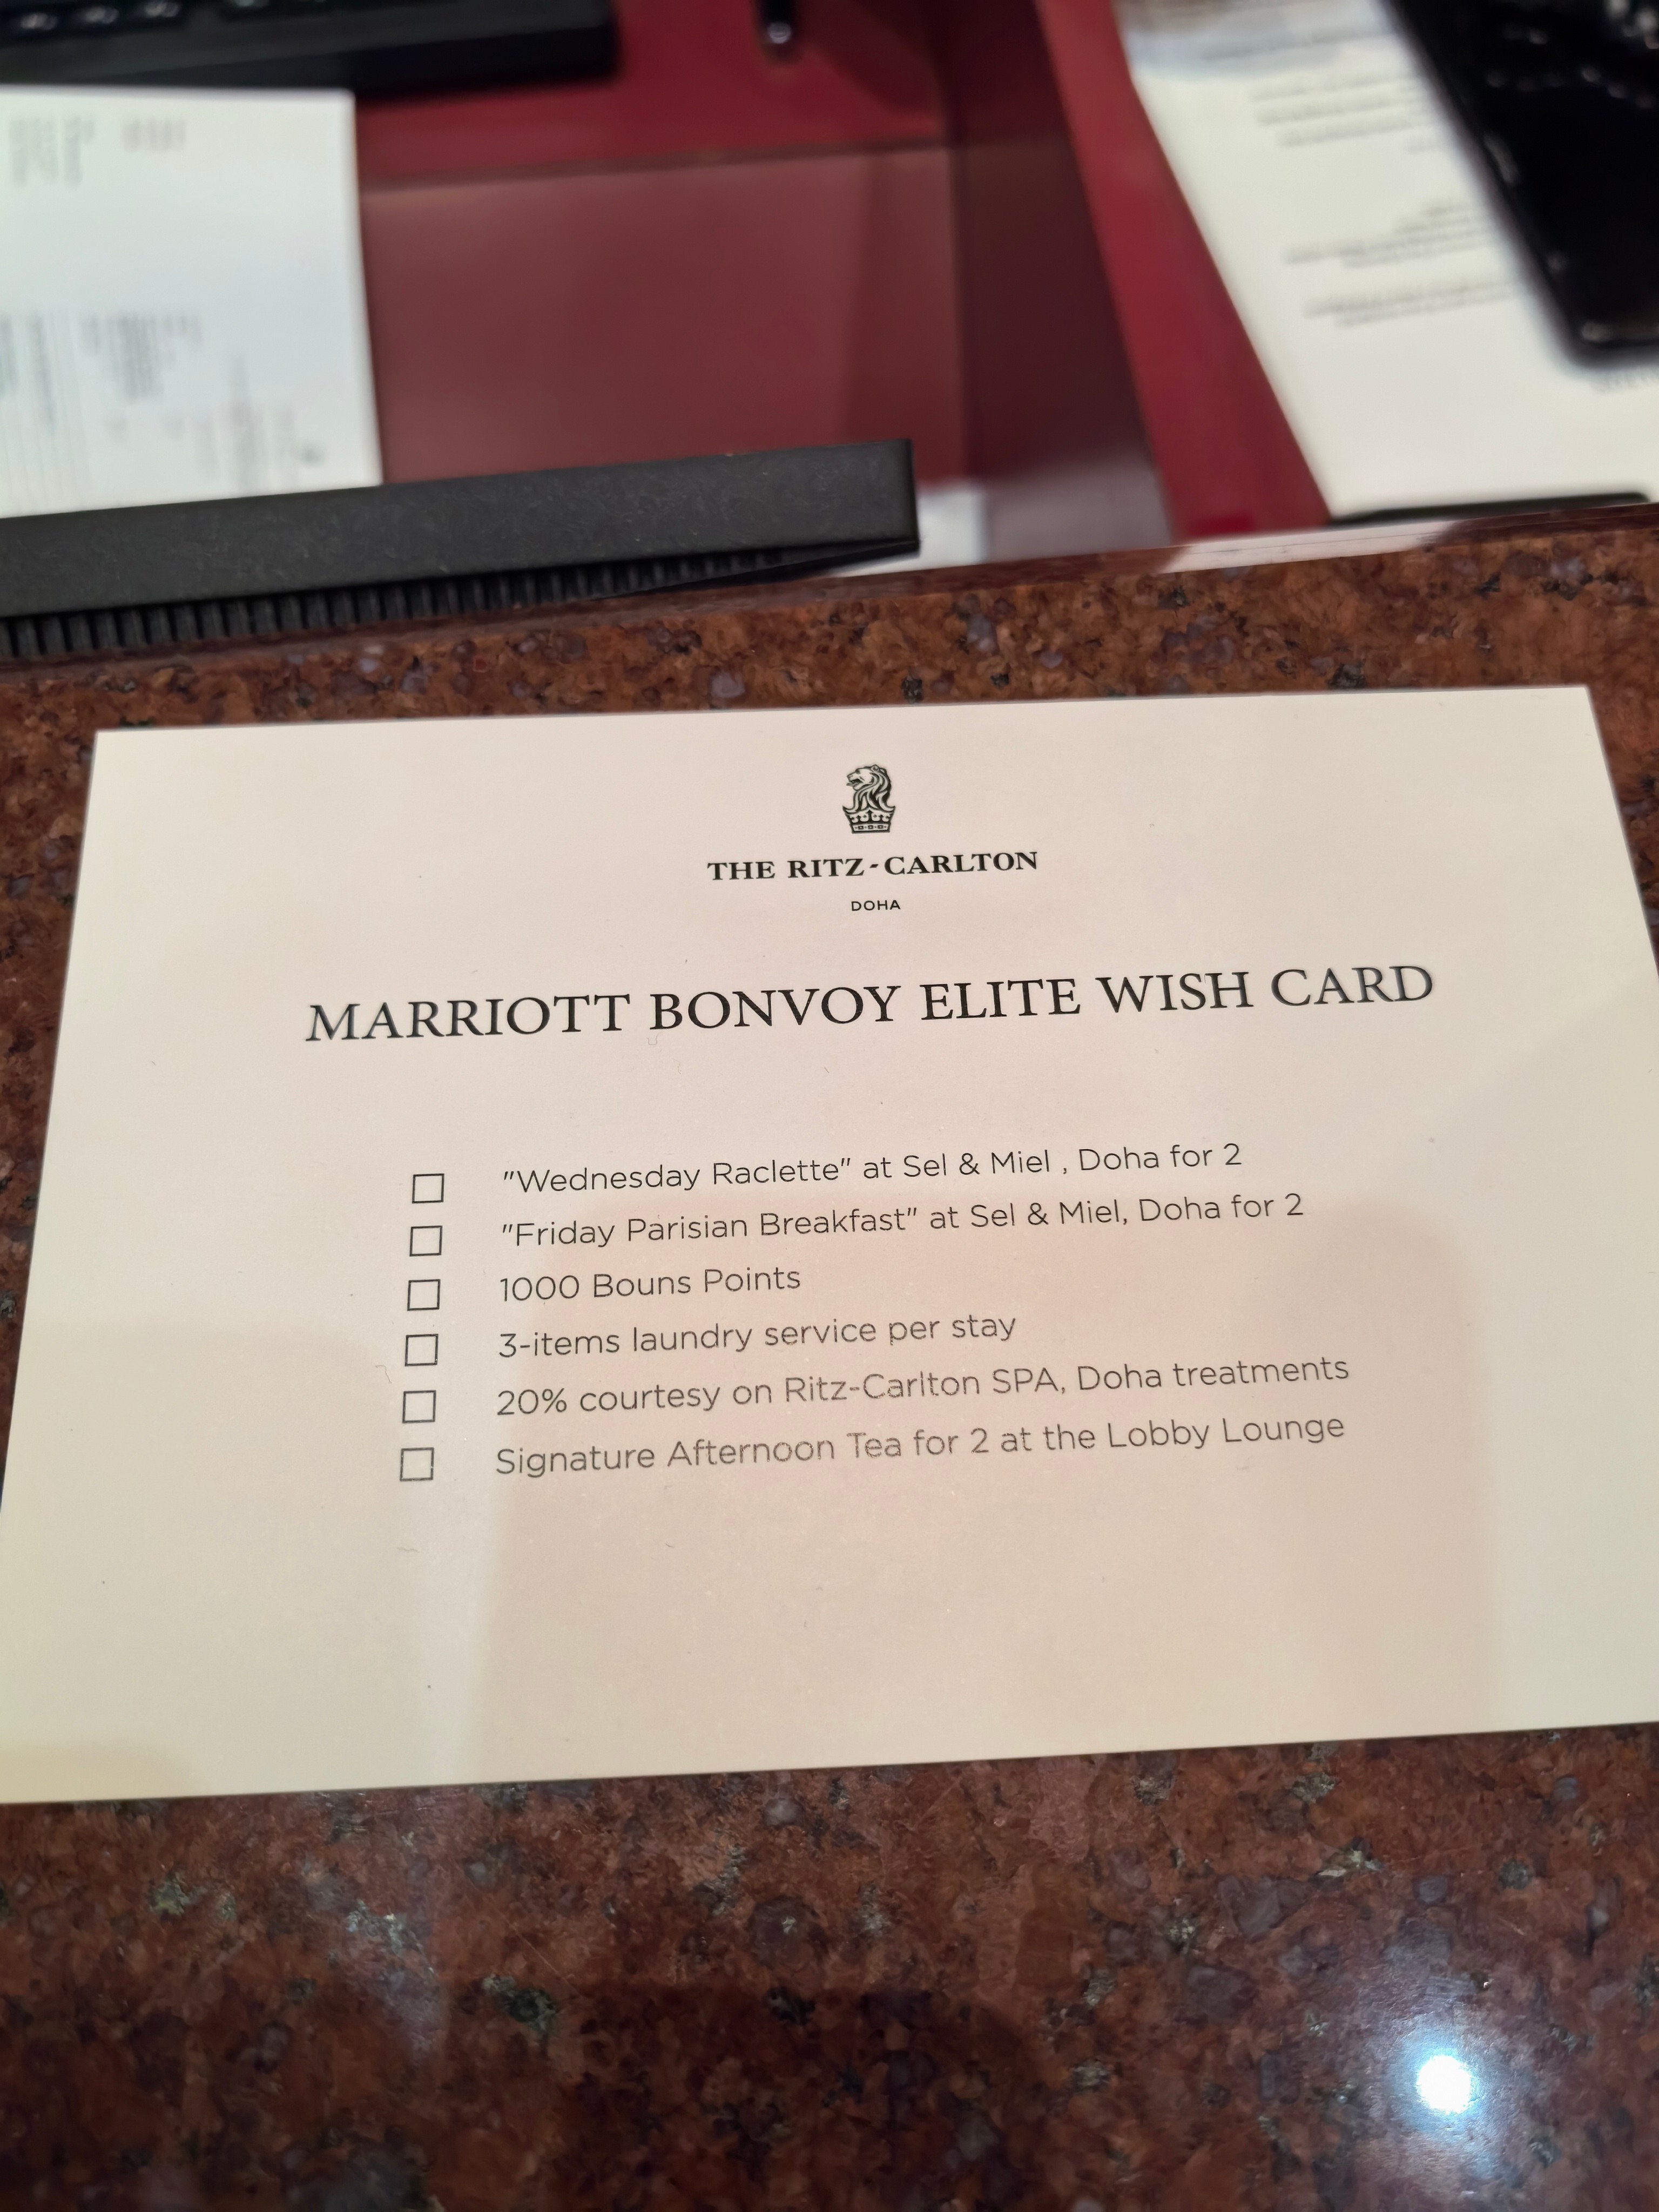 THE RITZ-CARLTON
DOHA
MARRIOTT BONVOY ELITE WISH CARD
"Wednesday Raclette" at Sel & Miel , Doha for 2
"Friday Parisian Breakfast" at Sel & Miel, Doha for 2
1000 Bouns Points
3-items laundry service per stay
20% courtesy on Ritz-Carlton SPA, Doha treatments
Signature Afternoon Tea for 2 at the Lobby Lounge